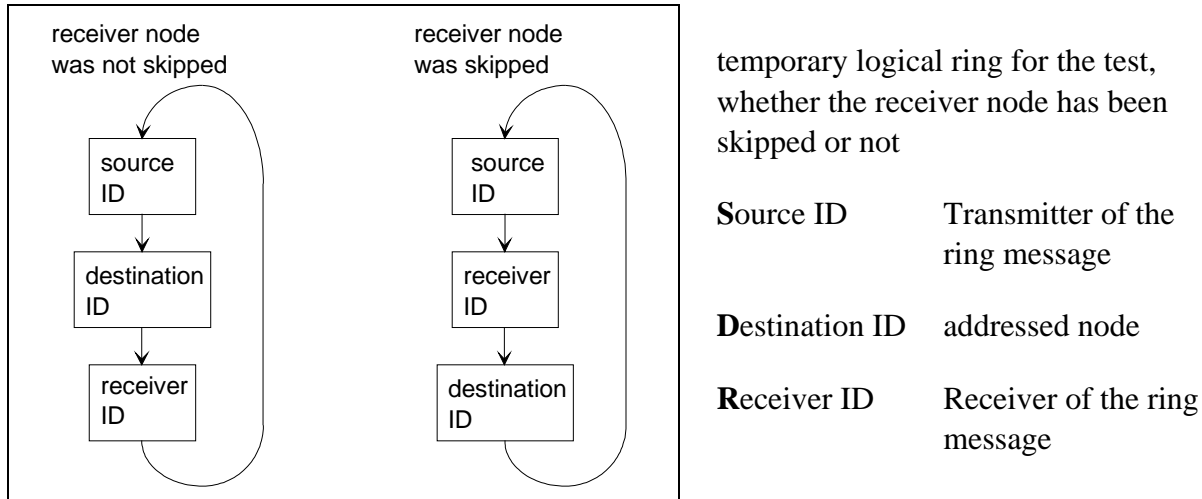 receiver node
was not skipped
source
ID
destination
ID
receiver
ID
receiver node
was skipped
source
ID
receiver
ID
destination
ID
temporary logical ring for the test,
whether the receiver node has been
skipped or not
Source ID Transmitter of the
ring message
Destination ID addressed node
Receiver ID Receiver of the ring
message